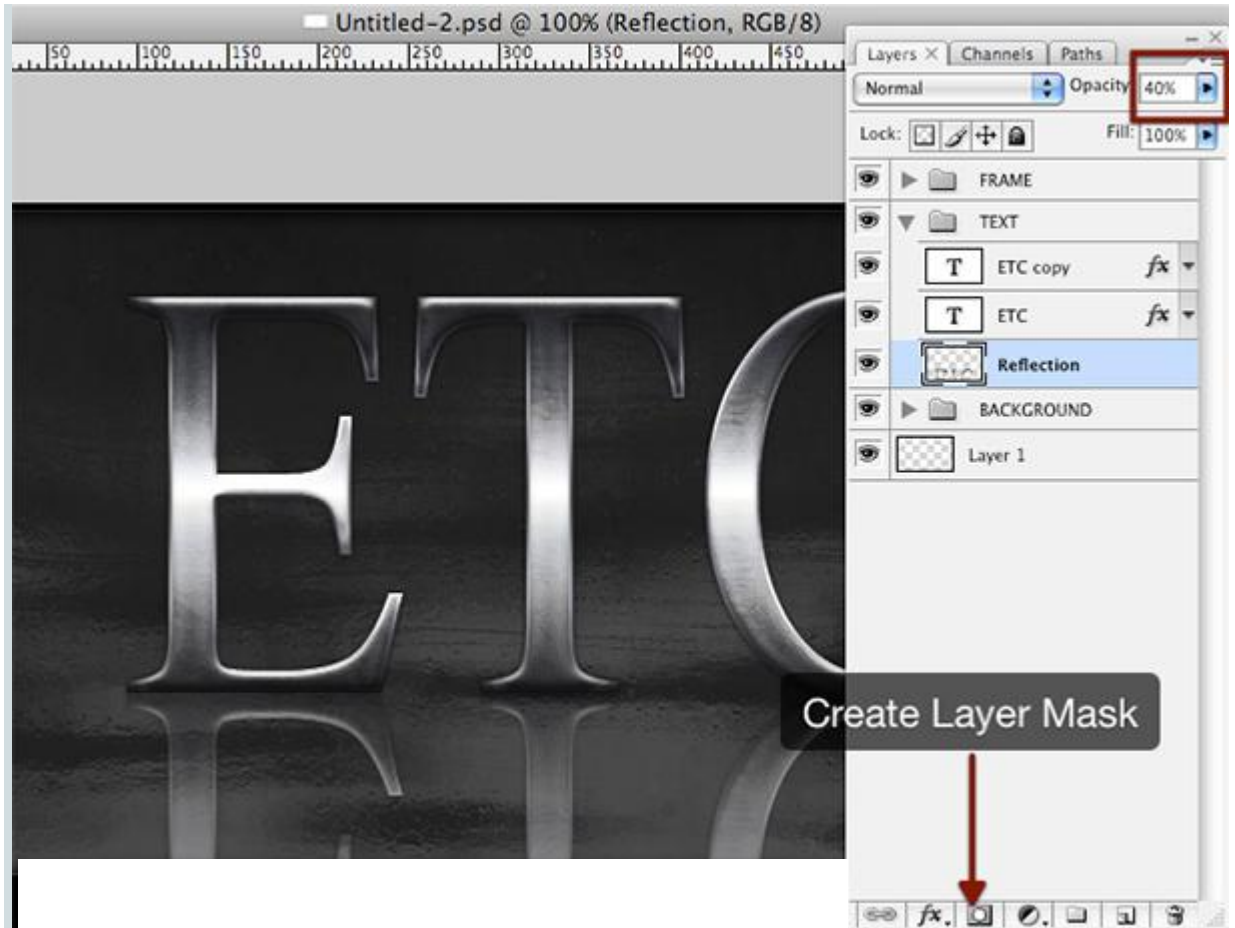 Untitled-2.psd @ 100% (Reflection, RGB/8)
50 100 150 200 250 300 350 400 450
Layers × Channels Paths
Normal Opacity 40%
Lock: Fill: 100%
FRAME
TEXT
T ETC copy fx
T ETC fx
Reflection
BACKGROUND
Layer 1
ETC
Create Layer Mask
fx.